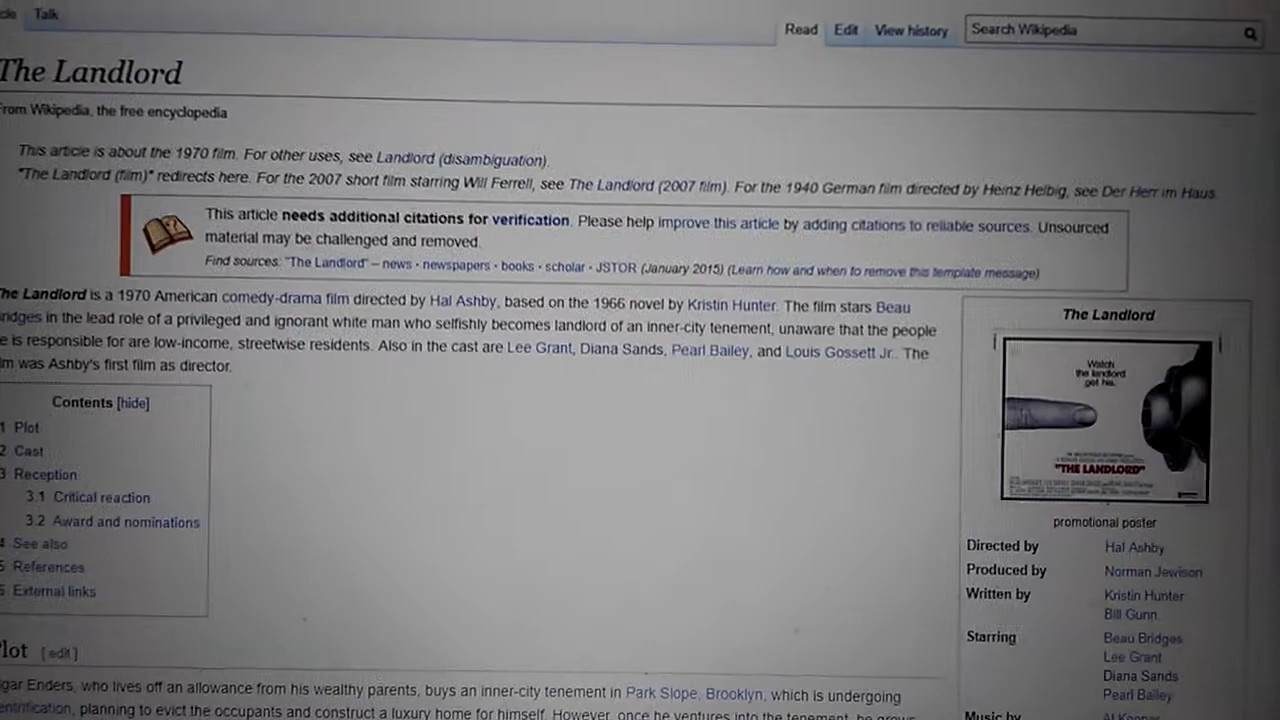 Talk
Read Edit View history Search Wikipedia
The Landlord
From Wikipedia, the free encyclopedia
This article is about the 1970 film. For other uses, see Landlord (disambiguation).
"The Landlord (film)" redirects here. For the 2007 short film starring Will Ferrell, see The Landlord (2007 film). For the 1940 German film directed by Heinz Helbig, see Der Herr im Haus.
This article needs additional citations for verification. Please help improve this article by adding citations to reliable sources. Unsourced
material may be challenged and removed.
Find sources: "The Landlord" – news · newspapers · books · scholar · JSTOR (January 2015) (Learn how and when to remove this template message)
he Landlord is a 1970 American comedy-drama film directed by Hal Ashby, based on the 1966 novel by Kristin Hunter. The film stars Beau
ridges in the lead role of a privileged and ignorant white man who selfishly becomes landlord of an inner-city tenement, unaware that the people
e is responsible for are low-income, streetwise residents. Also in the cast are Lee Grant, Diana Sands, Pearl Bailey, and Louis Gossett Jr.. The
lm was Ashby's first film as director.
Contents [hide]
1 Plot
2 Cast
3 Reception
3.1 Critical reaction
3.2 Award and nominations
4 See also
5 References
6 External links
lot [edit]
gar Enders, who lives off an allowance from his wealthy parents, buys an inner-city tenement in Park Slope, Brooklyn, which is undergoing
entrification, planning to evict the occupants and construct a luxury home for himself. However, once he ventures into the tenement, he grows
The Landlord
Watch
the landlord
get his.
"THE LANDLORD"
promotional poster
Directed by Hal Ashby
Produced by Norman Jewison
Written by Kristin Hunter
Bill Gunn
Starring Beau Bridges
Lee Grant
Diana Sands
Pearl Bailey
Music by Al Kooper